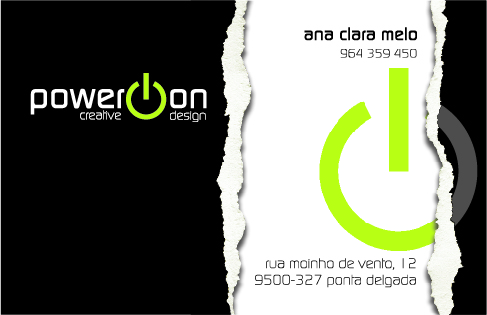 power on
creative design
ana clara melo
964 359 450
rua moinho de vento, 12
9500-327 ponta delgada